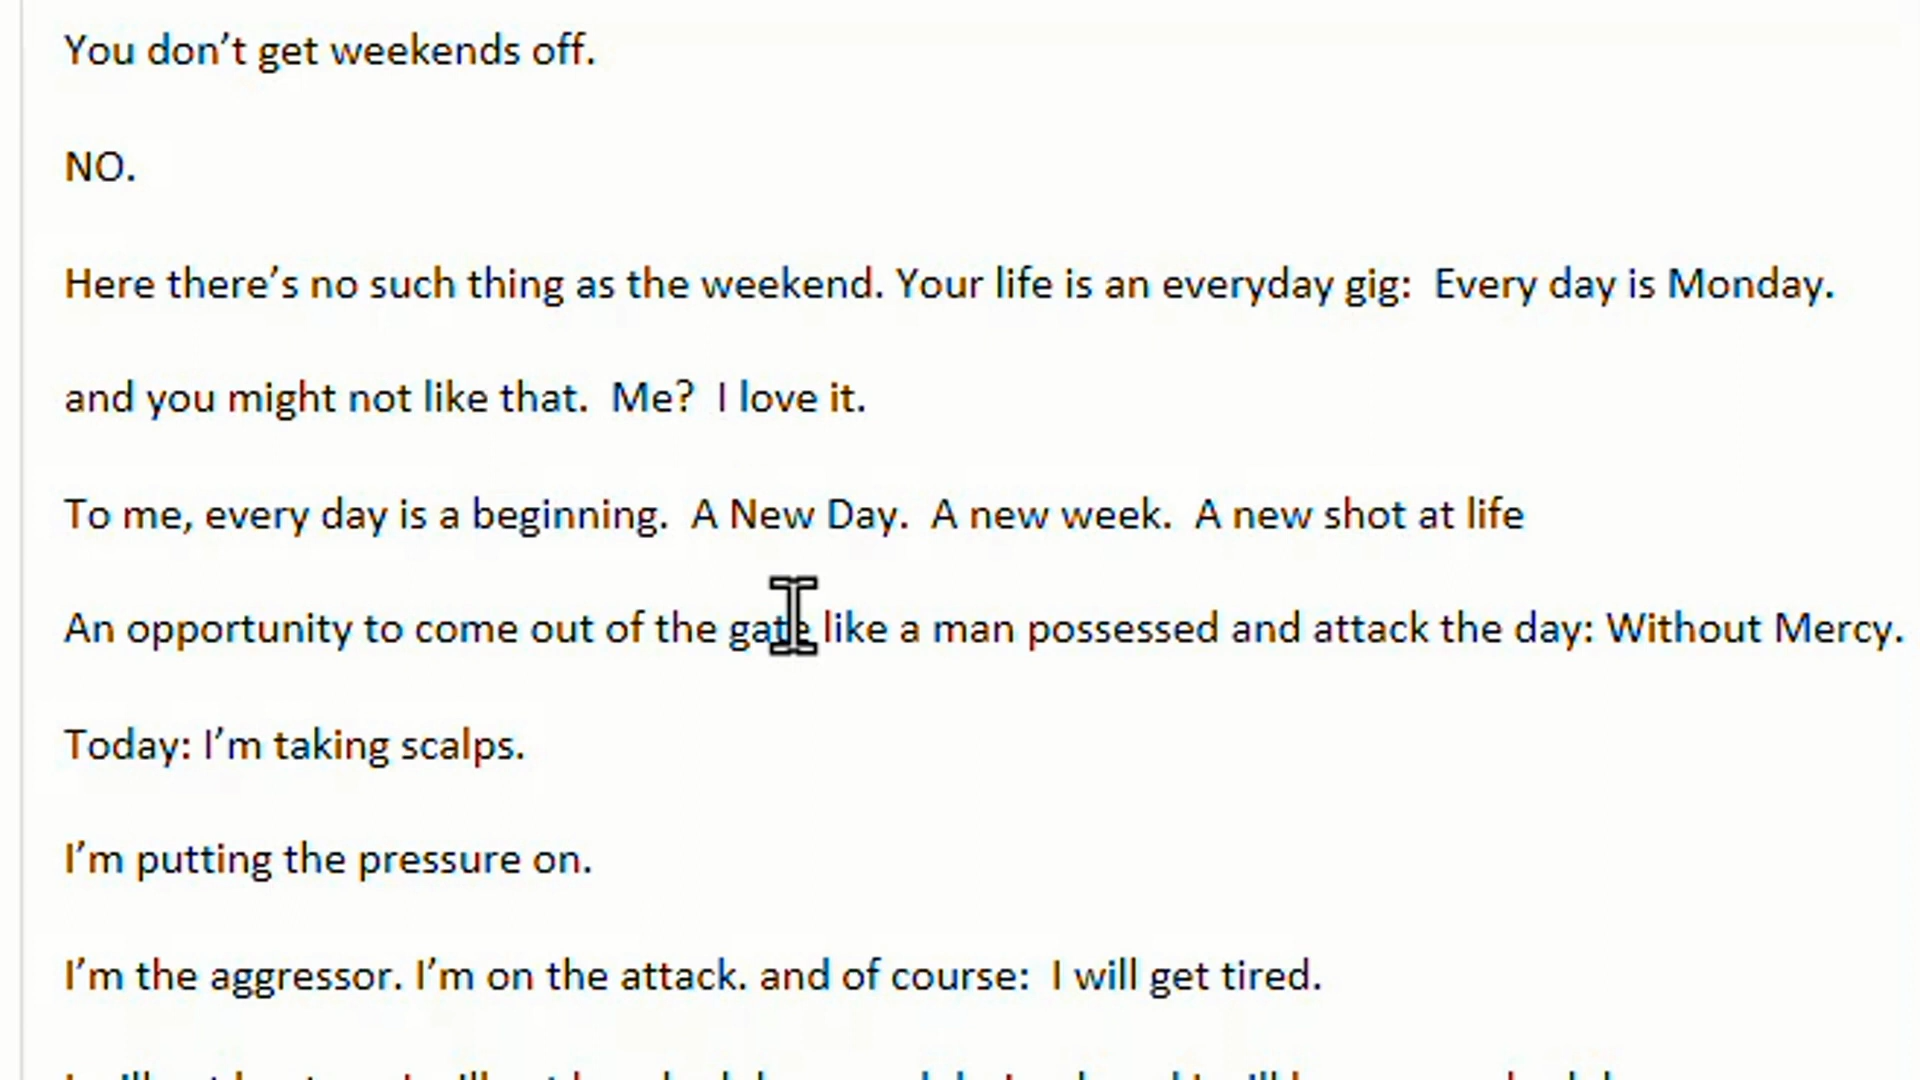 You don’t get weekends off.
NO.
Here there’s no such thing as the weekend. Your life is an everyday gig:  Every day is Monday.
and you might not like that.  Me?  I love it.
To me, every day is a beginning.  A New Day.  A new week.  A new shot at life
An opportunity to come out of the gate like a man possessed and attack the day: Without Mercy.
Today: I’m taking scalps.
I’m putting the pressure on.
I’m the aggressor. I’m on the attack. and of course:  I will get tired.